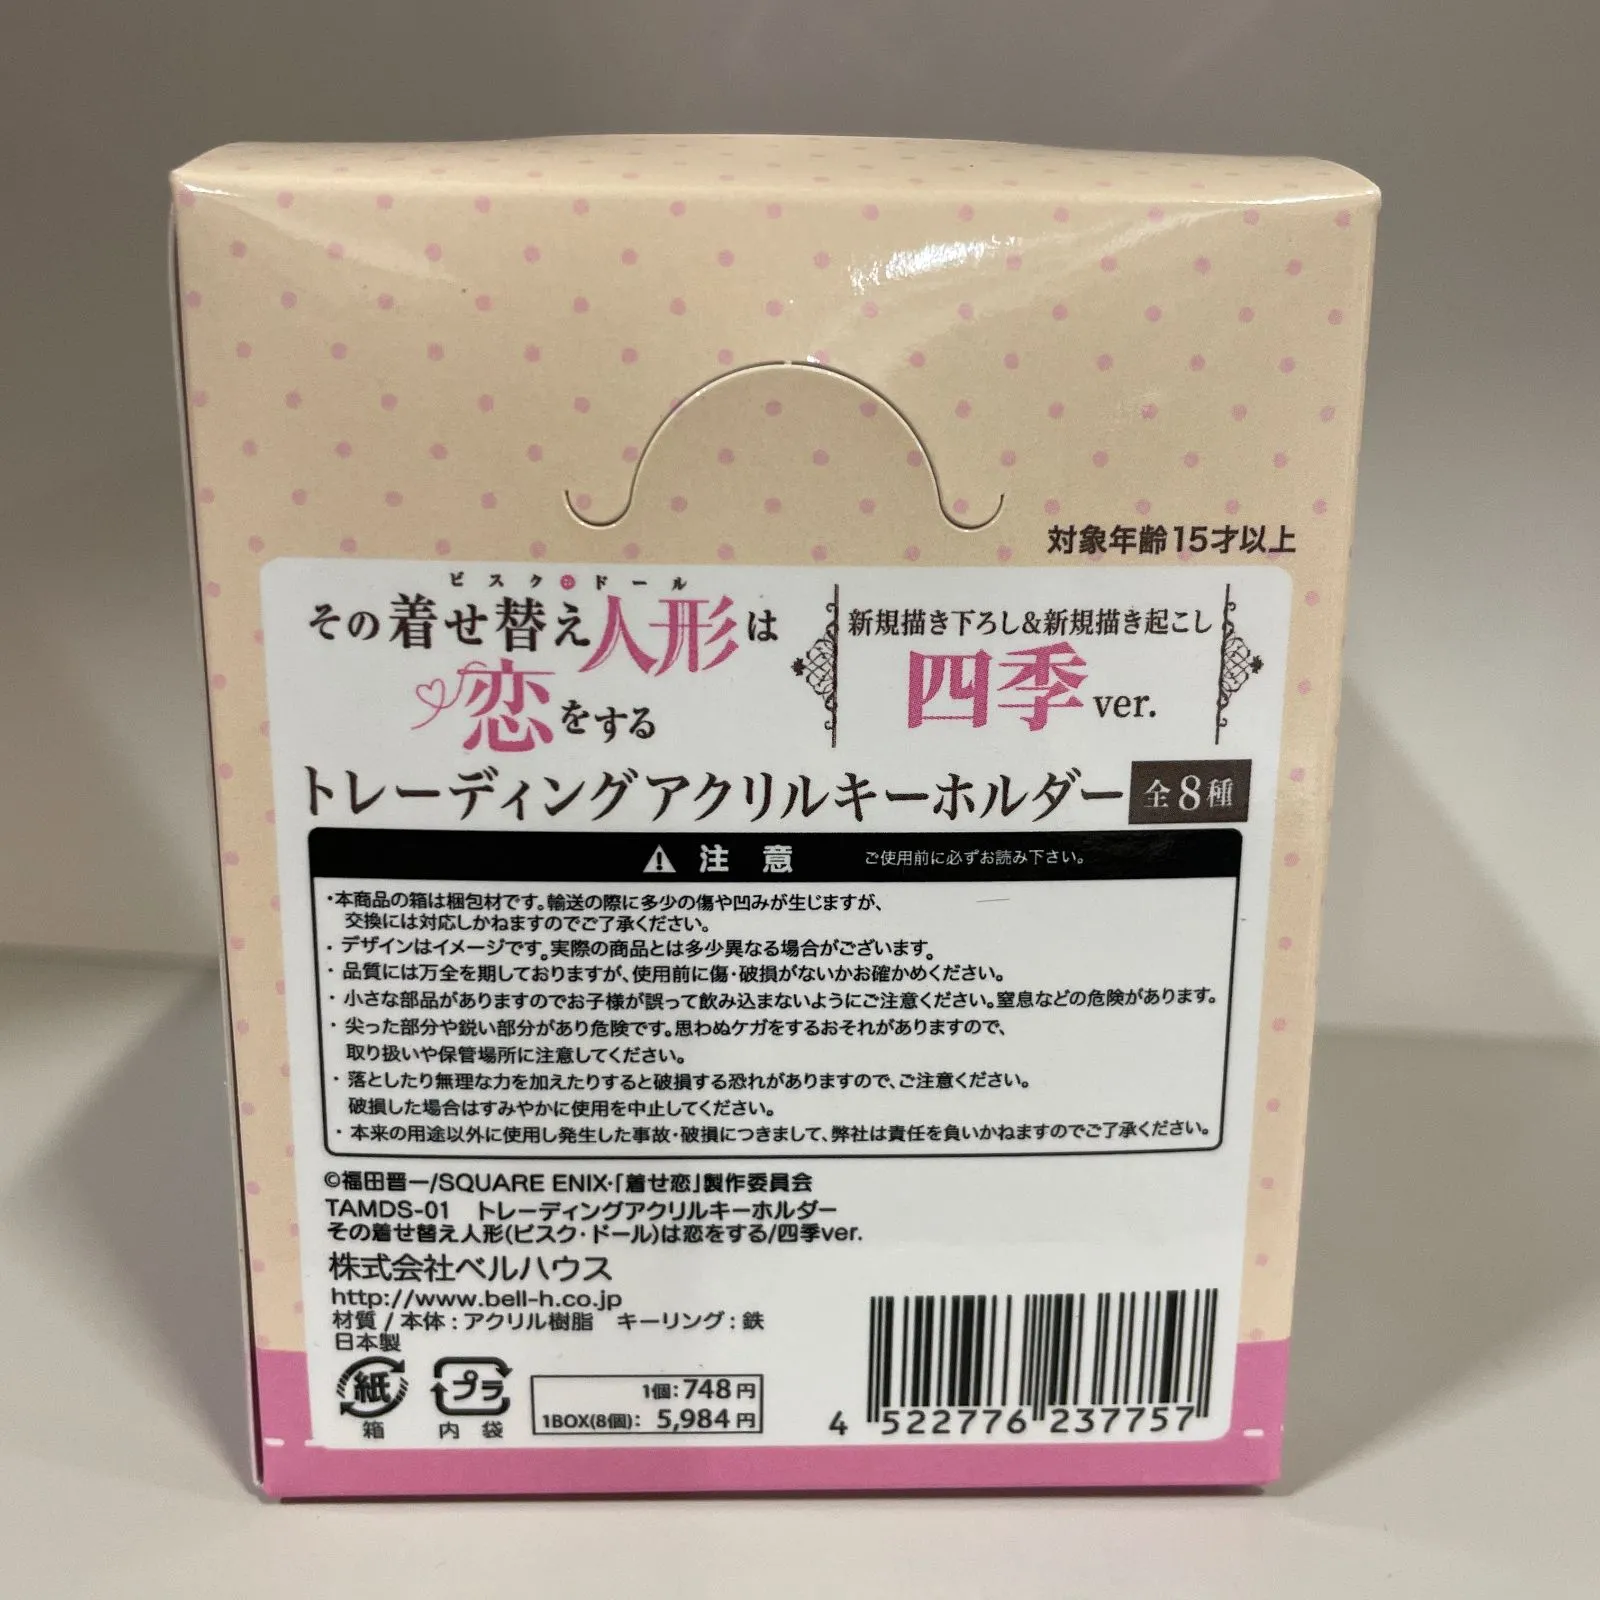 対象年齢15才以上
ビスク・ドール
その着せ替え人形は
恋をする
新規描き下ろし&新規描き起こし
四季 ver.
トレーディングアクリルキーホルダー 全8種
注意 ご使用前に必ずお読み下さい。
・本商品の箱は梱包材です。輸送の際に多少の傷や凹みが生じますが、
交換には対応しかねますのでご了承ください。
・デザインはイメージです。実際の商品とは多少異なる場合がございます。
・品質には万全を期しておりますが、使用前に傷・破損がないかお確かめください。
・小さな部品がありますのでお子様が誤って飲み込まないようにご注意ください。窒息などの危険があります。
・尖った部分や鋭い部分があり危険です。思わぬケガをするおそれがありますので、
取り扱いや保管場所に注意してください。
・落としたり無理な力を加えたりすると破損する恐れがありますので、ご注意ください。
破損した場合はすみやかに使用を中止してください。
・本来の用途以外に使用し発生した事故・破損につきまして、弊社は責任を負いかねますのでご了承ください。
©福田晋一/SQUARE ENIX・「着せ恋」製作委員会
TAMDS-01 トレーディングアクリルキーホルダー
その着せ替え人形(ビスク・ドール)は恋をする/四季ver.
株式会社ベルハウス
http://www.bell-h.co.jp
材質 / 本体 : アクリル樹脂 キーリング : 鉄
日本製
紙
箱
プラ
内袋
1個: 748円
1BOX(8個): 5,984円
4 522776 237757